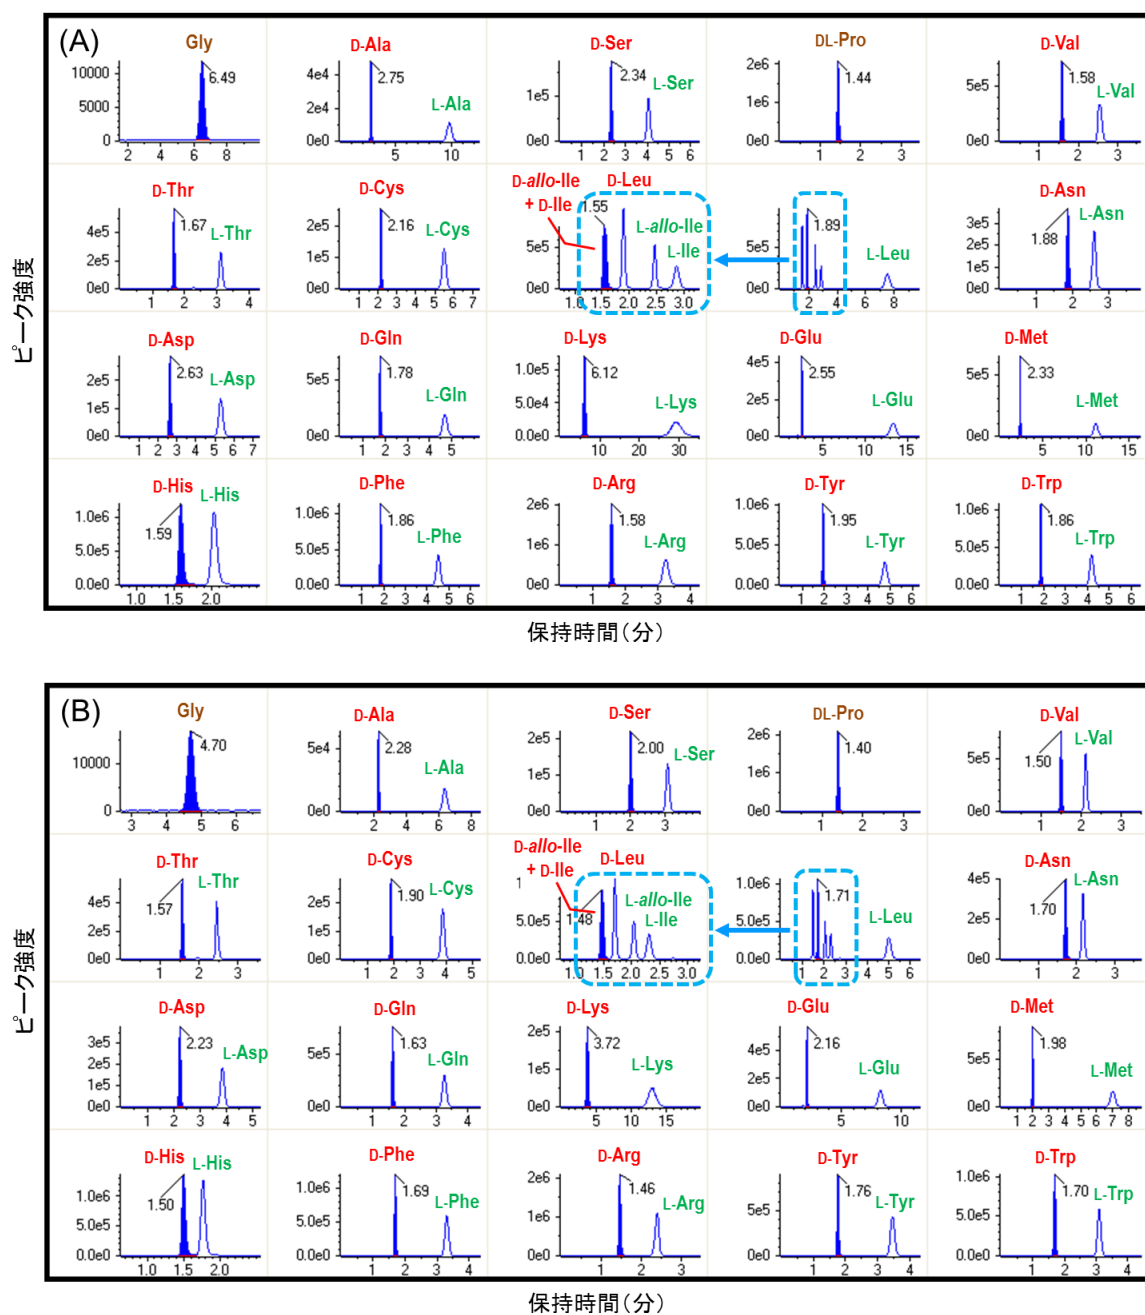 (A)
Gly
10000
5000
0
6.49
2 4 6 8
D-Ala
4e4
2e4
0e0
2.75
L-Ala
5 10
D-Ser
1e5
0e0
2.34
L-Ser
1 2 3 4 5 6
DL-Pro
2e6
1e6
0e0
1.44
1 2 3
D-Val
1e5
0e0
1.58
L-Val
1 2 3
D-Thr
4e5
2e5
0e0
1.67
L-Thr
1 2 3 4
D-Cys
2e5
1e5
0e0
2.16
L-Cys
1 2 3 4 5 6 7
D-allo-Ile
+ D-Ile
D-Leu
1.55
5e5
0e0
L-allo-Ile
L-Ile
1.0 1.5 2.0 2.5 3.0
5e5
0e0
1.89
L-Leu
2 4 6 8
D-Asn
3e5
2e5
1e5
0e0
1.88
L-Asn
1 2 3
D-Asp
2e5
1e5
0e0
2.63
L-Asp
1 2 3 4 5 6 7
D-Gln
5e5
0e0
1.78
L-Gln
1 2 3 4 5
D-Lys
1.0e5
5.0e4
0.0e0
6.12
L-Lys
10 20 30
D-Glu
4e5
2e5
0e0
2.55
L-Glu
5 10 15
D-Met
2e5
0e0
2.33
L-Met
5 10 15
D-His
1.0e6
5.0e5
0.0e0
1.59
L-His
1.0 1.5 2.0
D-Phe
1.0e6
5.0e5
0.0e0
1.86
L-Phe
1 2 3 4 5 6
D-Arg
2e6
1e6
0e0
1.58
L-Arg
1 2 3 4
D-Tyr
1.0e6
5.0e5
0.0e0
1.95
L-Tyr
1 2 3 4 5 6
D-Trp
1.0e6
5.0e5
0.0e0
1.86
L-Trp
1 2 3 4 5 6
ピーク強度
保持時間(分)
(B)
Gly
10000
0
4.70
3 4 5 6
D-Ala
5e4
0e0
2.28
L-Ala
2 4 6 8
D-Ser
2e5
1e5
0e0
2.00
L-Ser
1 2 3
DL-Pro
2e6
1e6
0e0
1.40
1 2 3
D-Val
2e5
1e5
0e0
1.50
L-Val
1 2 3
D-Thr
4e5
2e5
0e0
1.57
L-Thr
1 2 3
D-Cys
2e5
1e5
0e0
1.90
L-Cys
1 2 3 4 5
D-allo-Ile
+ D-Ile
D-Leu
1.48
5.0e5
0.0e0
L-allo-Ile
L-Ile
1.0 1.5 2.0 2.5 3.0
1.0e6
5.0e5
0.0e0
1.71
L-Leu
1 2 3 4 5 6
D-Asn
4e5
2e5
0e0
1.70
L-Asn
1 2 3
D-Asp
3e5
2e5
1e5
0e0
2.23
L-Asp
1 2 3 4 5
D-Gln
5e5
0e0
1.63
L-Gln
1 2 3 4
D-Lys
2e5
1e5
0e0
3.72
L-Lys
5 10 15
D-Glu
4e5
2e5
0e0
2.16
L-Glu
5 10
D-Met
5e5
0e0
1.98
L-Met
1 2 3 4 5 6 7 8
D-His
1.0e6
5.0e5
0.0e0
1.50
L-His
1.0 1.5 2.0
D-Phe
1.0e6
5.0e5
0.0e0
1.69
L-Phe
1 2 3 4
D-Arg
2e6
1e6
0e0
1.46
L-Arg
1 2 3
D-Tyr
1.0e6
5.0e5
0.0e0
1.76
L-Tyr
1 2 3 4
D-Trp
1.0e6
5.0e5
0.0e0
1.70
L-Trp
1 2 3 4
ピーク強度
保持時間(分)